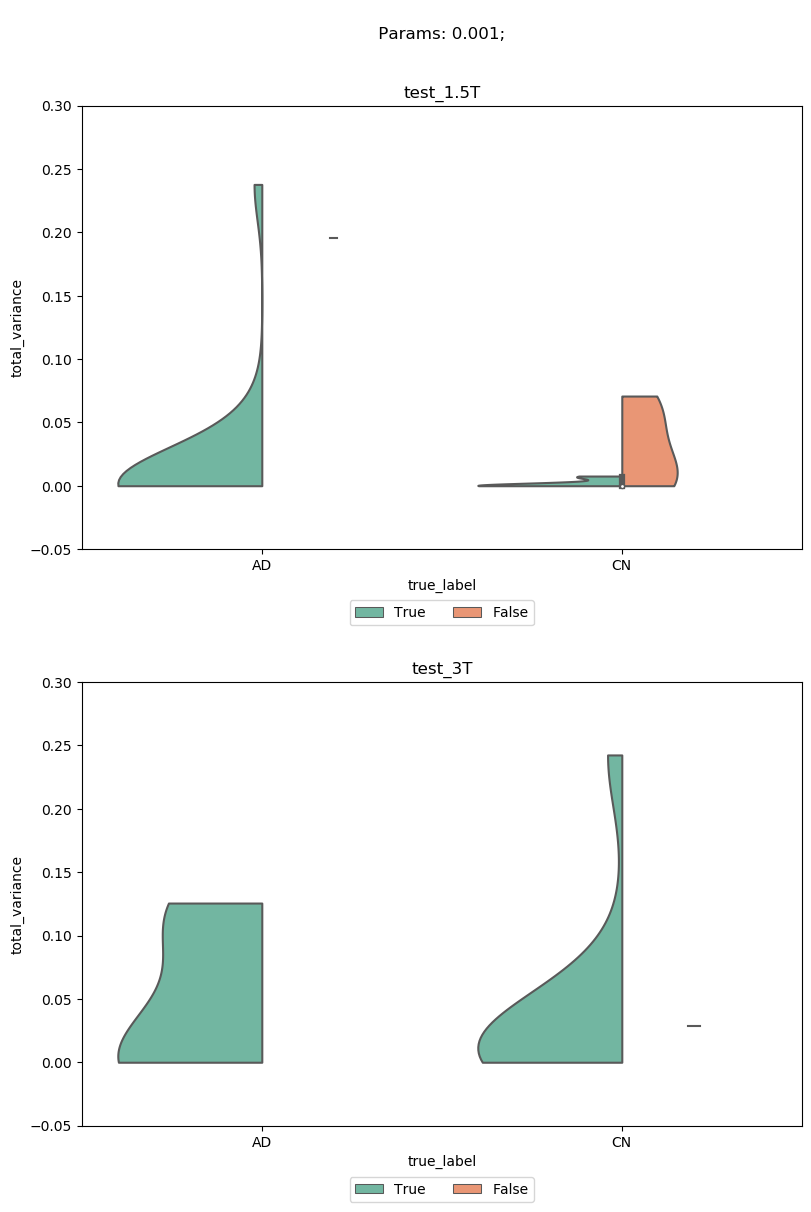 Params: 0.001;
test_1.5T
0.30
0.25
0.20
0.15
0.10
0.05
0.00
−0.05
total_variance
AD CN
true_label
True False
test_3T
0.30
0.25
0.20
0.15
0.10
0.05
0.00
−0.05
total_variance
AD CN
true_label
True False